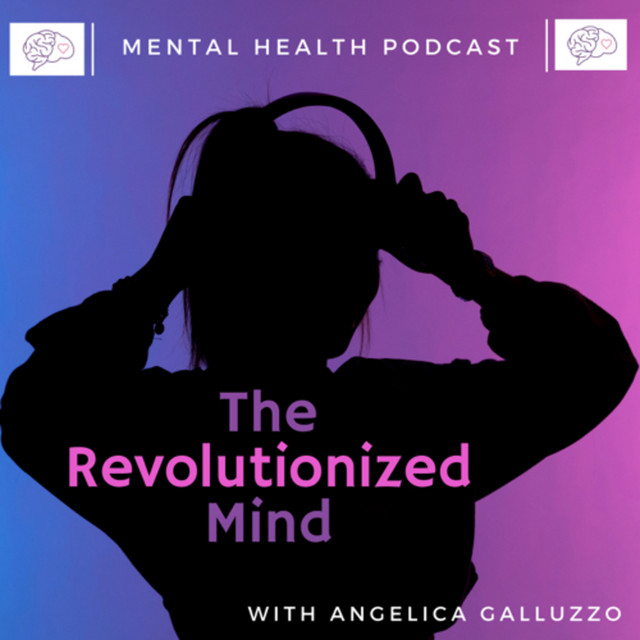 MENTAL HEALTH PODCAST
The
Revolutionized
Mind
WITH ANGELICA GALLUZZO